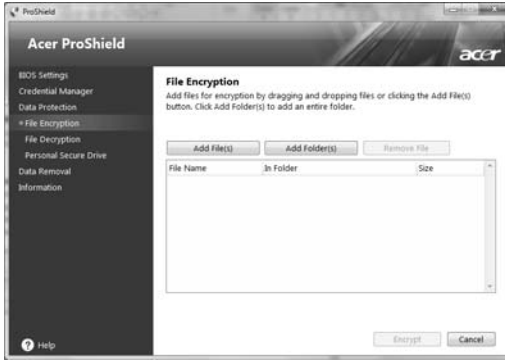 ProShield
Acer ProShield
acer
BIOS Settings
Credential Manager
Data Protection
File Encryption
File Decryption
Personal Secure Drive
Data Removal
Information
Help
File Encryption
Add files for encryption by dragging and dropping files or clicking the Add File(s)
button. Click Add Folder(s) to add an entire folder.
Add File(s)
Add Folder(s)
Remove File
File Name
In Folder
Size
Encrypt
Cancel